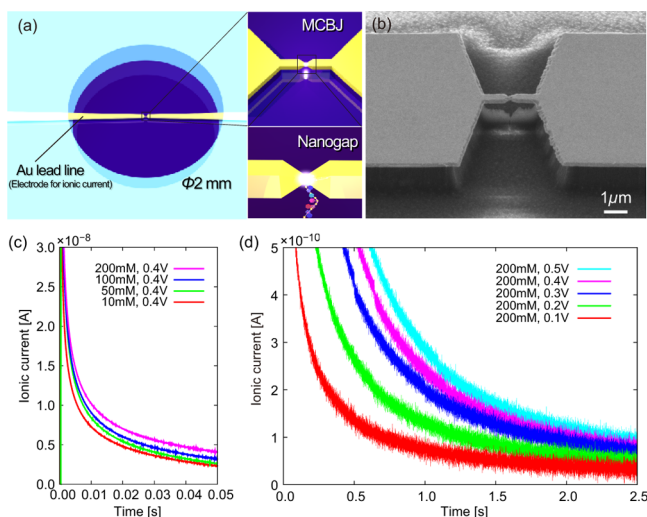 (a)
MCBJ
Au lead line
(Electrode for ionic current)
Φ2 mm
Nanogap
(b)
1μm
(c)
×10⁻⁸
3.0
2.5
2.0
1.5
1.0
0.5
0.0
Ionic current [A]
200mM, 0.4V
100mM, 0.4V
50mM, 0.4V
10mM, 0.4V
0.0
0.01
0.02
0.03
0.04
0.05
Time [s]
(d)
×10⁻¹⁰
5
4
3
2
1
0
Ionic current [A]
200mM, 0.5V
200mM, 0.4V
200mM, 0.3V
200mM, 0.2V
200mM, 0.1V
0.0
0.5
1.0
1.5
2.0
2.5
Time [s]